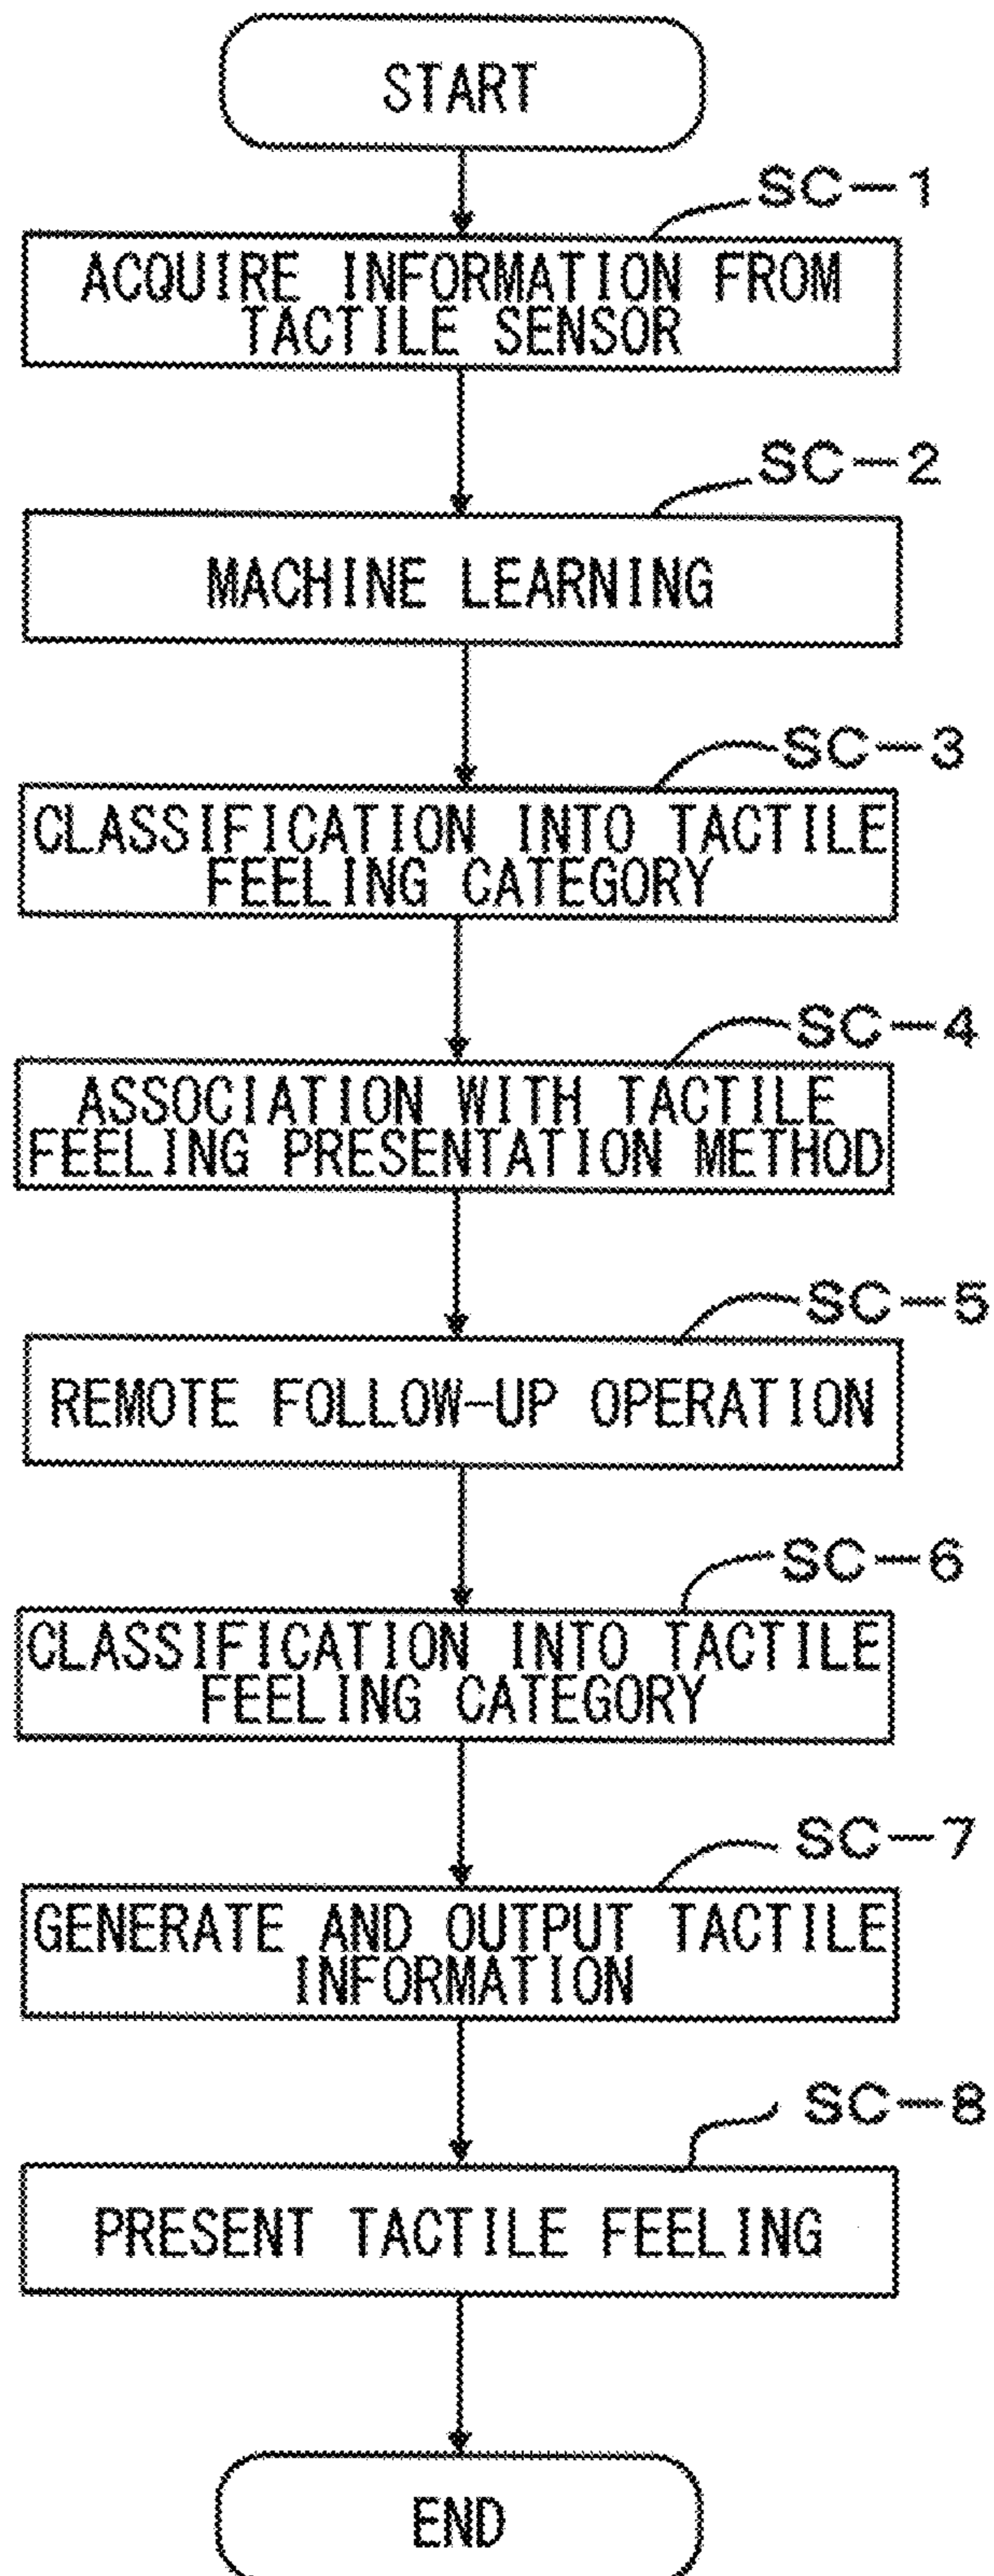 START
SC-1
ACQUIRE INFORMATION FROM
TACTILE SENSOR
SC-2
MACHINE LEARNING
SC-3
CLASSIFICATION INTO TACTILE
FEELING CATEGORY
SC-4
ASSOCIATION WITH TACTILE
FEELING PRESENTATION METHOD
SC-5
REMOTE FOLLOW-UP OPERATION
SC-6
CLASSIFICATION INTO TACTILE
FEELING CATEGORY
SC-7
GENERATE AND OUTPUT TACTILE
INFORMATION
SC-8
PRESENT TACTILE FEELING
END